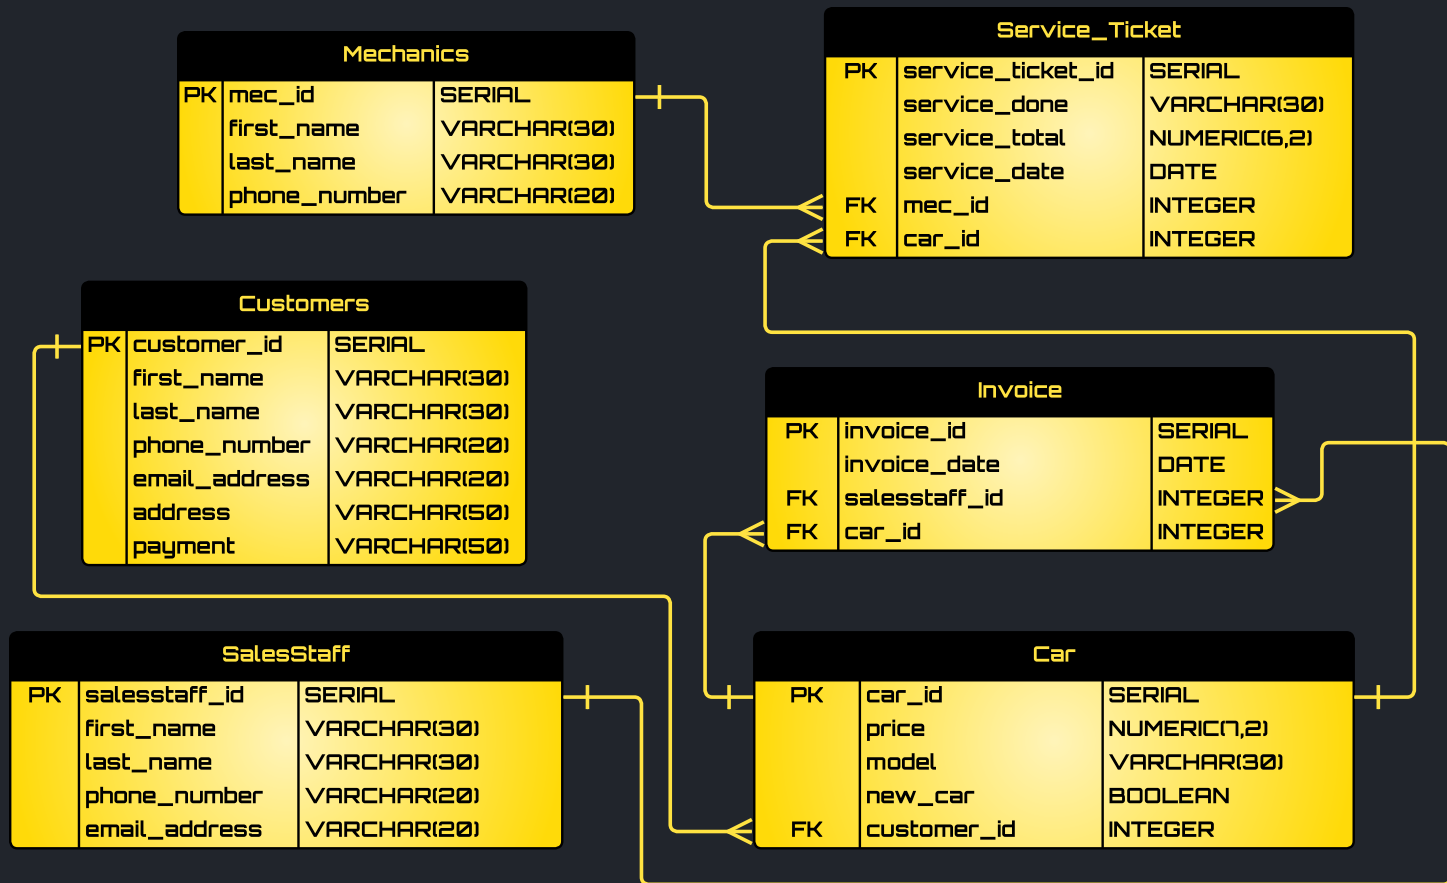 Mechanics
PK mec_id SERIAL
first_name VARCHAR(30)
last_name VARCHAR(30)
phone_number VARCHAR(20)
Service_Ticket
PK service_ticket_id SERIAL
service_done VARCHAR(30)
service_total NUMERIC(6,2)
service_date DATE
FK mec_id INTEGER
FK car_id INTEGER
Customers
PK customer_id SERIAL
first_name VARCHAR(30)
last_name VARCHAR(30)
phone_number VARCHAR(20)
email_address VARCHAR(20)
address VARCHAR(50)
payment VARCHAR(50)
Invoice
PK invoice_id SERIAL
invoice_date DATE
FK salesstaff_id INTEGER
FK car_id INTEGER
SalesStaff
PK salesstaff_id SERIAL
first_name VARCHAR(30)
last_name VARCHAR(30)
phone_number VARCHAR(20)
email_address VARCHAR(20)
Car
PK car_id SERIAL
price NUMERIC(7,2)
model VARCHAR(30)
new_car BOOLEAN
FK customer_id INTEGER